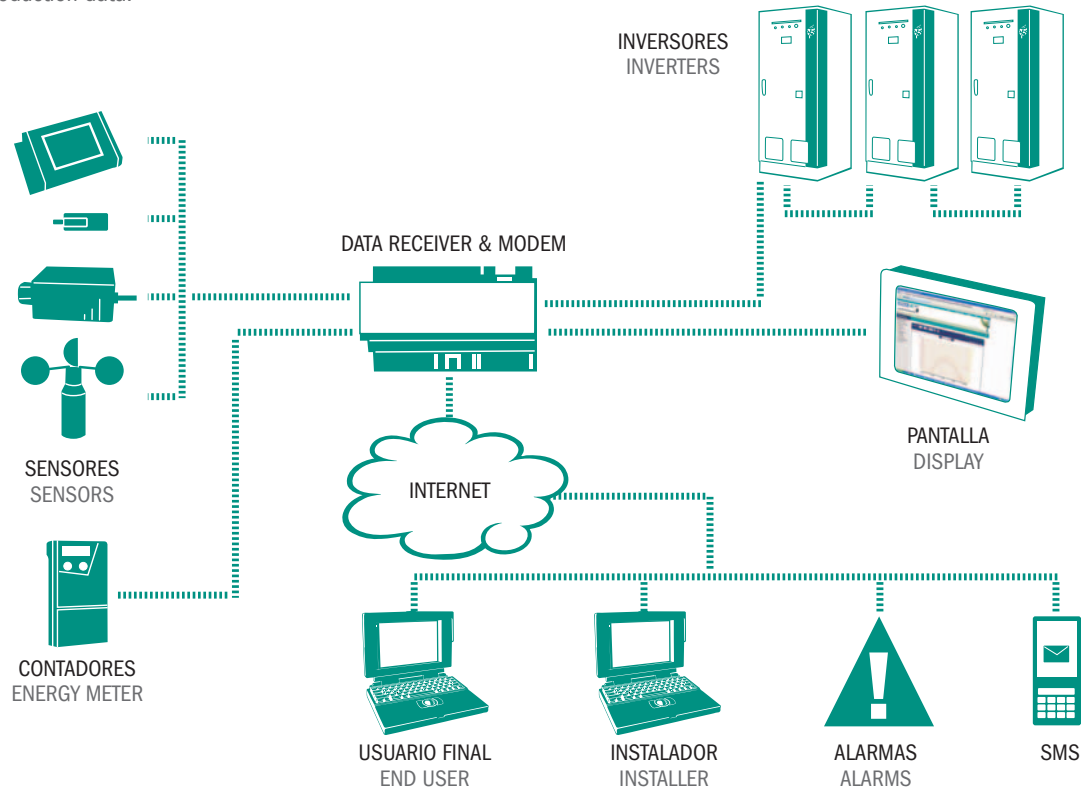 INVERSORES
INVERTERS
DATA RECEIVER & MODEM
PANTALLA
DISPLAY
SENSORES
SENSORS
INTERNET
CONTADORES
ENERGY METER
USUARIO FINAL
END USER
INSTALADOR
INSTALLER
ALARMAS
ALARMS
SMS